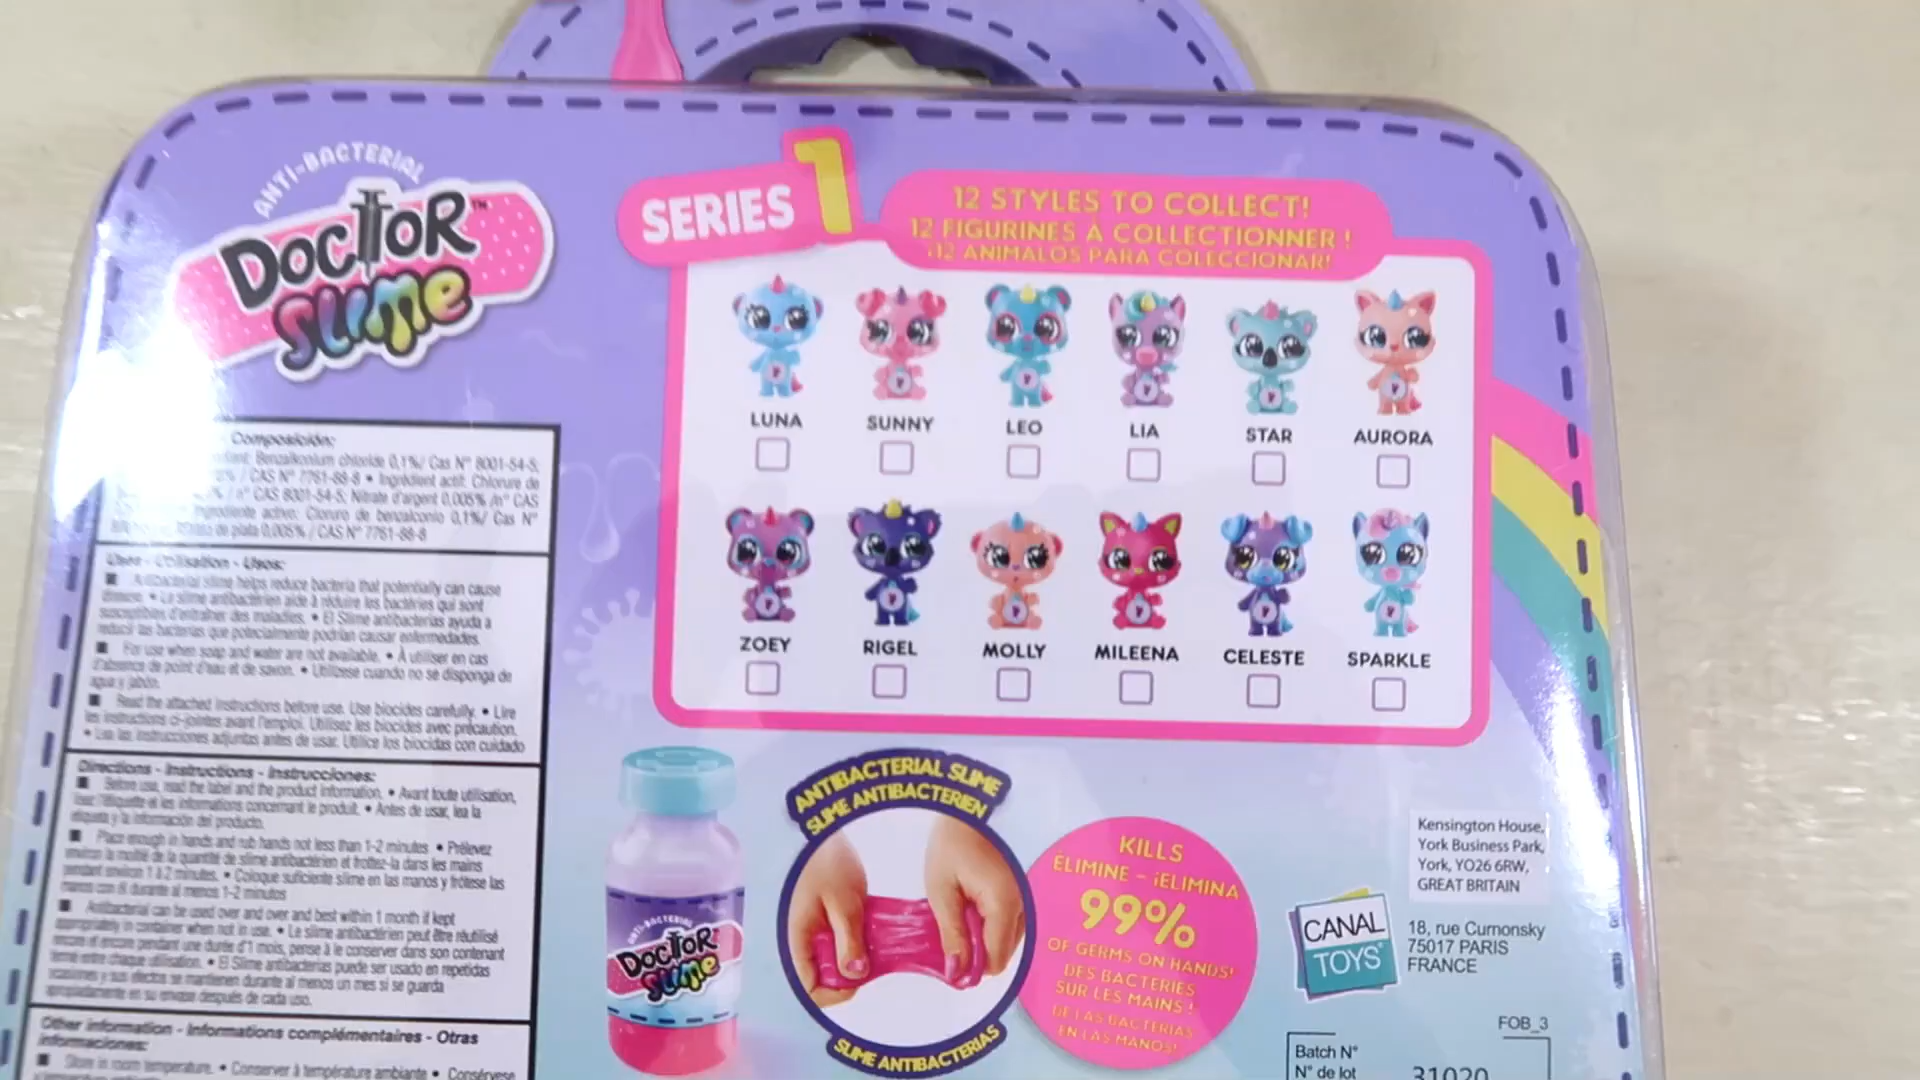 ANTI-BACTERIAL
DOCTOR™
SLIME
SERIES 1
12 STYLES TO COLLECT!
12 FIGURINES À COLLECTIONNER !
¡12 ANIMALOS PARA COLECCIONAR!
LUNA
SUNNY
LEO
LIA
STAR
AURORA
ZOEY
RIGEL
MOLLY
MILEENA
CELESTE
SPARKLE
Composición:
Benzalkonium chloride 0,1%/ Cas N° 8001-54-5,
/ CAS N° 7761-88-8 • Ingrédient actif: Chlorure de
/n° CAS 8001-54-5; Nitrate d'argent 0,005% /n° CAS
Ingrediente activo: Cloruro de benzalconio 0,1%/ Cas N°
de plata 0,005% / CAS N° 7761-88-8
Uses - Utilisation - Usos:
Antibacterial slime helps reduce bacteria that potentially can cause
disease. • Le slime antibactérien aide à réduire les bactéries qui sont
susceptibles d'entraîner des maladies. • El Slime antibacterias ayuda a
reducir las bacterias que potencialmente podrían causar enfermedades.
For use when soap and water are not available. • À utiliser en cas
d'absence de point d'eau et de savon. • Utilícese cuando no se disponga de
agua y jabón.
Read the attached instructions before use. Use biocides carefully. • Lire
les instructions ci-jointes avant l'emploi. Utilisez les biocides avec précaution.
• Lea las instrucciones adjuntas antes de usar. Utilice los biocidas con cuidado
Directions - Instructions - Instrucciones:
Before use, read the label and the product information. • Avant toute utilisation,
lisez l'étiquette et les informations concernant le produit. • Antes de usar, lea la
etiqueta y la información del producto.
Place enough in hands and rub hands not less than 1-2 minutes • Prélevez
environ la moitié de la quantité de slime antibactérien et frottez-la dans les mains
pendant environ 1 à 2 minutes. • Coloque suficiente slime en las manos y frótese las
manos con él durante al menos 1-2 minutos
Antibacterial can be used over and over and best within 1 month if kept
appropriately in container when not in use. • Le slime antibactérien peut être réutilisé
encore et encore pendant une durée d'1 mois, pense à le conserver dans son contenant
fermé entre chaque utilisation. • El Slime antibacterias puede ser usado en repetidas
ocasiones y sus efectos se mantienen durante al menos un mes si se guarda
apropiadamente en su envase después de cada uso.
Other information - Informations complémentaires - Otras
informaciones:
Store in room temperature. • Conserver à température ambiante • Consérvese
ANTI-BACTERIAL
DOCTOR
SLIME
ANTIBACTERIAL SLIME
SLIME ANTIBACTERIEN
SLIME ANTIBACTERIAS
KILLS
ÉLIMINE - ¡ELIMINA
99%
OF GERMS ON HANDS!
DES BACTERIES
SUR LES MAINS !
DE LAS BACTERIAS
EN LAS MANOS!
Kensington House,
York Business Park,
York, YO26 6RW,
GREAT BRITAIN
CANAL
TOYS
18, rue Curnonsky
75017 PARIS
FRANCE
FOB_3
Batch N°
N° de lot
31020